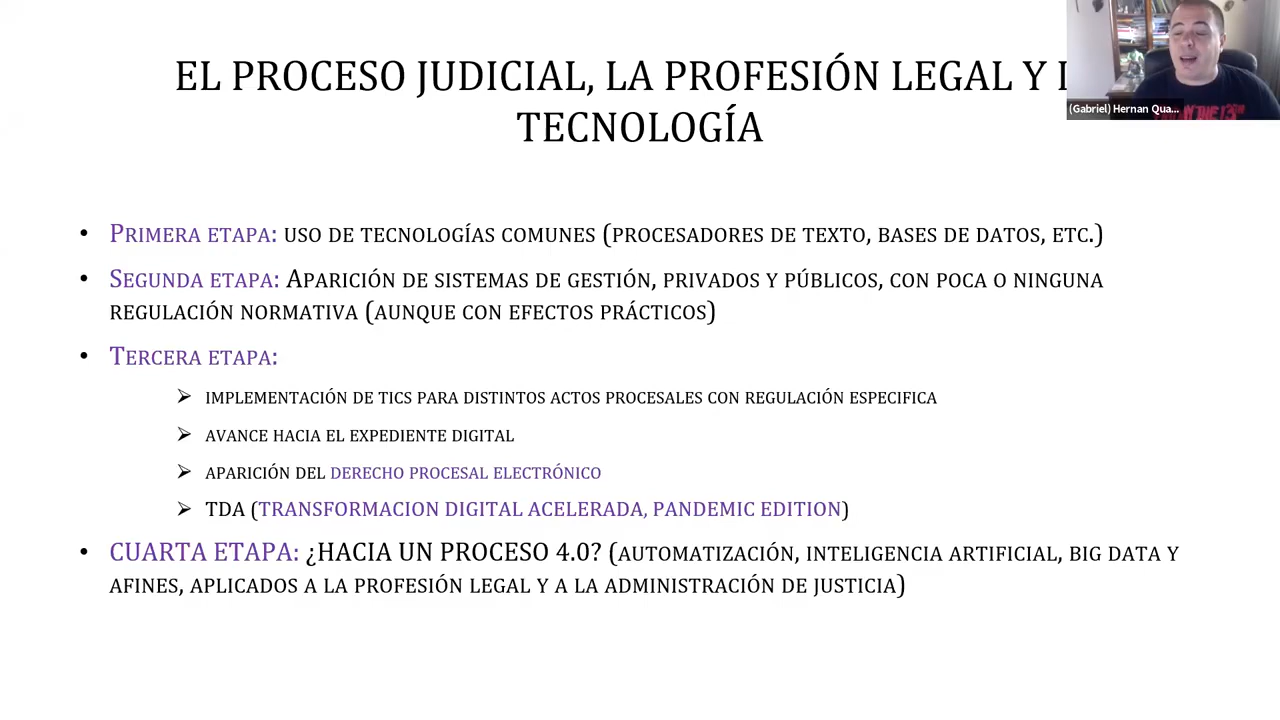 EL PROCESO JUDICIAL, LA PROFESIÓN LEGAL Y
TECNOLOGÍA
(Gabriel) Hernan Qua...
• PRIMERA ETAPA: USO DE TECNOLOGÍAS COMUNES (PROCESADORES DE TEXTO, BASES DE DATOS, ETC.)
• SEGUNDA ETAPA: APARICIÓN DE SISTEMAS DE GESTIÓN, PRIVADOS Y PÚBLICOS, CON POCA O NINGUNA
REGULACIÓN NORMATIVA (AUNQUE CON EFECTOS PRÁCTICOS)
• TERCERA ETAPA:
➢ IMPLEMENTACIÓN DE TICS PARA DISTINTOS ACTOS PROCESALES CON REGULACIÓN ESPECIFICA
➢ AVANCE HACIA EL EXPEDIENTE DIGITAL
➢ APARICIÓN DEL DERECHO PROCESAL ELECTRÓNICO
➢ TDA (TRANSFORMACION DIGITAL ACELERADA, PANDEMIC EDITION)
• CUARTA ETAPA: ¿HACIA UN PROCESO 4.0? (AUTOMATIZACIÓN, INTELIGENCIA ARTIFICIAL, BIG DATA Y
AFINES, APLICADOS A LA PROFESIÓN LEGAL Y A LA ADMINISTRACIÓN DE JUSTICIA)